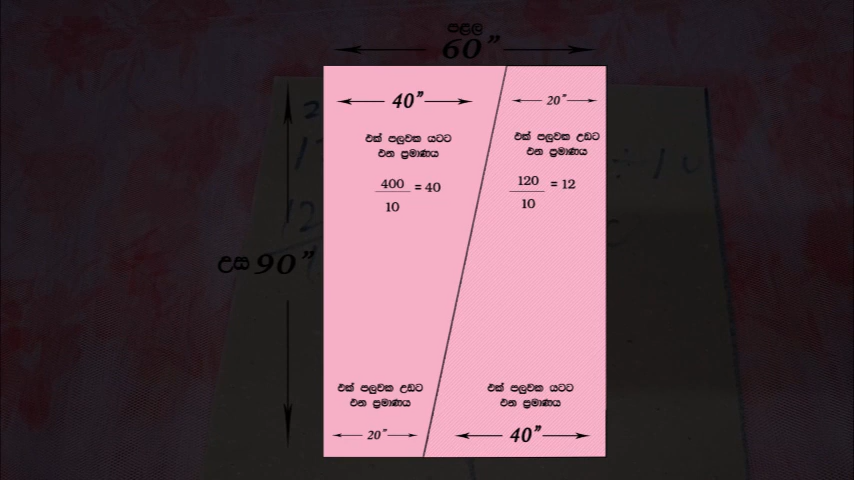 පළල
60”
40”
20”
එක් පලුවක යටට
එන ප්‍රමාණය
එක් පලුවක උඩට
එන ප්‍රමාණය
400
10
= 40
120
10
= 12
උස 90”
එක් පලුවක උඩට
එන ප්‍රමාණය
එක් පලුවක යටට
එන ප්‍රමාණය
20”
40”